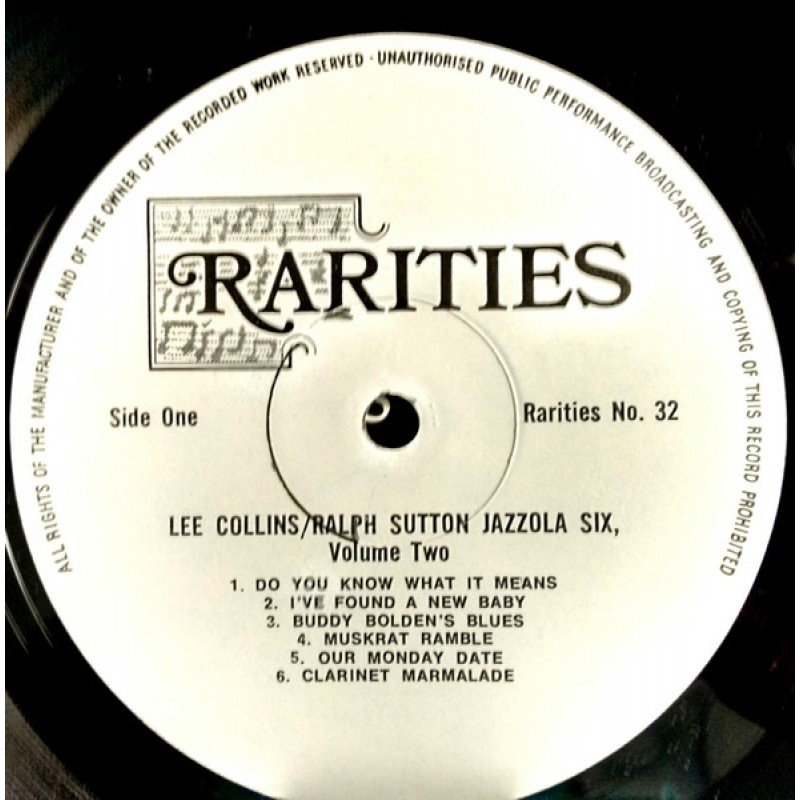 ALL RIGHTS OF THE MANUFACTURER AND OF THE OWNER OF THE RECORDED WORK RESERVED · UNAUTHORISED PUBLIC PERFORMANCE BROADCASTING AND COPYING OF THIS RECORD PROHIBITED
RARITIES
Side One
Rarities No. 32
LEE COLLINS/RALPH SUTTON JAZZOLA SIX,
Volume Two
1. DO YOU KNOW WHAT IT MEANS
2. I'VE FOUND A NEW BABY
3. BUDDY BOLDEN'S BLUES
4. MUSKRAT RAMBLE
5. OUR MONDAY DATE
6. CLARINET MARMALADE